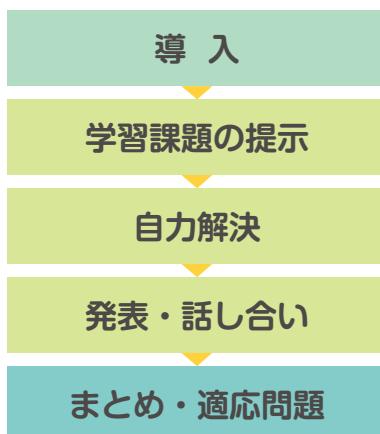 導 入
学習課題の提示
自力解決
発表・話し合い
まとめ・適応問題